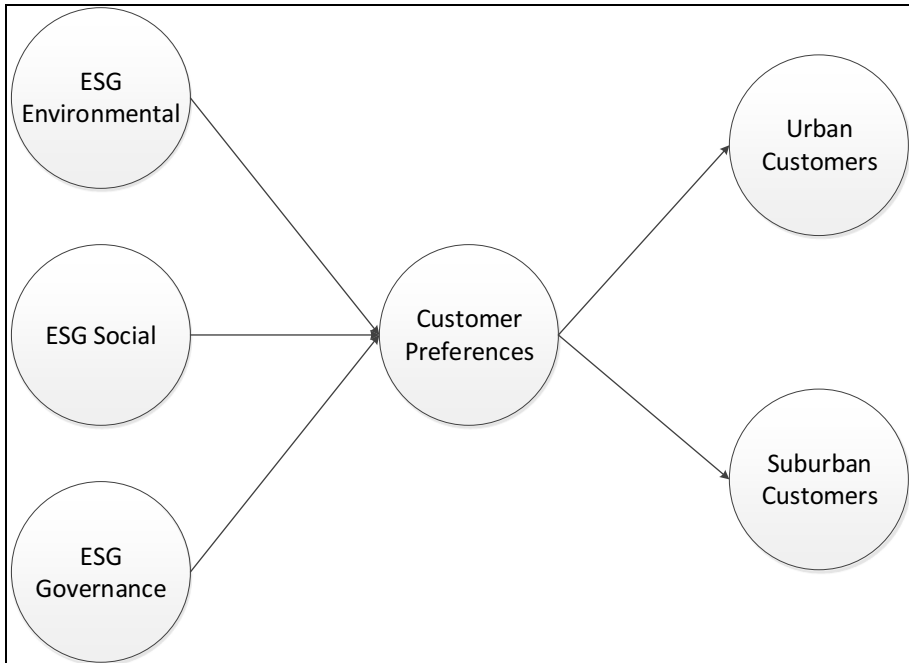 ESG
Environmental
ESG Social
ESG
Governance
Customer
Preferences
Urban
Customers
Suburban
Customers